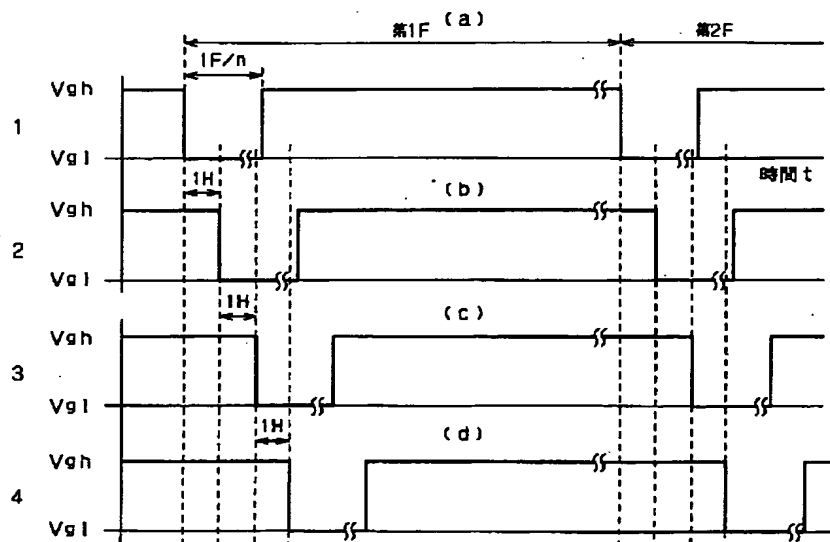 (a)
第1F 第2F
1F/n
Vgh
1
Vgl
時間t
1H
(b)
Vgh
2
Vgl
1H
(c)
Vgh
3
Vgl
1H
(d)
Vgh
4
Vgl